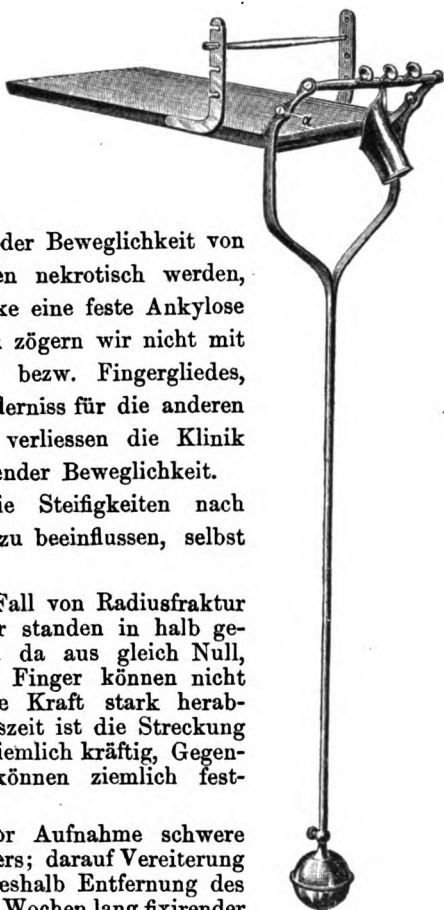 der Beweglichkeit von
en nekrotisch werden,
ke eine feste Ankylose
zögern wir nicht mit
bezw. Fingergliedes,
derniss für die anderen
verliessen die Klinik
ender Beweglichkeit.
ie Steifigkeiten nach
zu beeinflussen, selbst
Fall von Radiusfraktur
r standen in halb ge-
da aus gleich Null,
Finger können nicht
e Kraft stark herab-
szeit ist die Streckung
iemlich kräftig, Gegen-
können ziemlich fest-
or Aufnahme schwere
ers; darauf Vereiterung
eshalb Entfernung des
Wochen lang fixirender